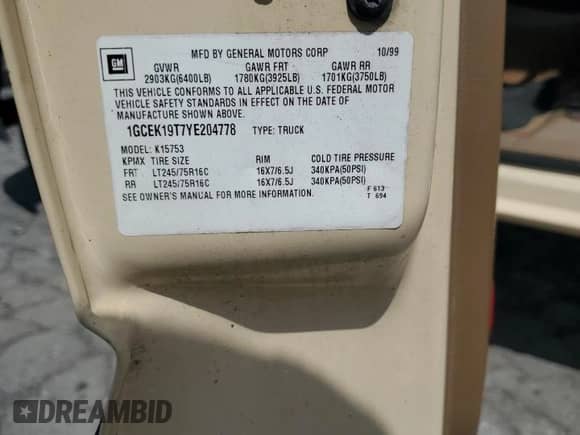 GM
MFD BY GENERAL MOTORS CORP 10/99
GVWR GAWR FRT GAWR RR
2903KG(6400LB) 1780KG(3925LB) 1701KG(3750LB)
THIS VEHICLE CONFORMS TO ALL APPLICABLE U.S. FEDERAL MOTOR
VEHICLE SAFETY STANDARDS IN EFFECT ON THE DATE OF
MANUFACTURE SHOWN ABOVE.
1GCEK19T7YE204778 TYPE: TRUCK
MODEL: K15753
KPMX TIRE SIZE RIM COLD TIRE PRESSURE
FRT LT245/75R16C 16X7/6.5J 340KPA(50PSI)
RR LT245/75R16C 16X7/6.5J 340KPA(50PSI)
SEE OWNER'S MANUAL FOR MORE INFORMATION. F 613
T 694
DREAMBID